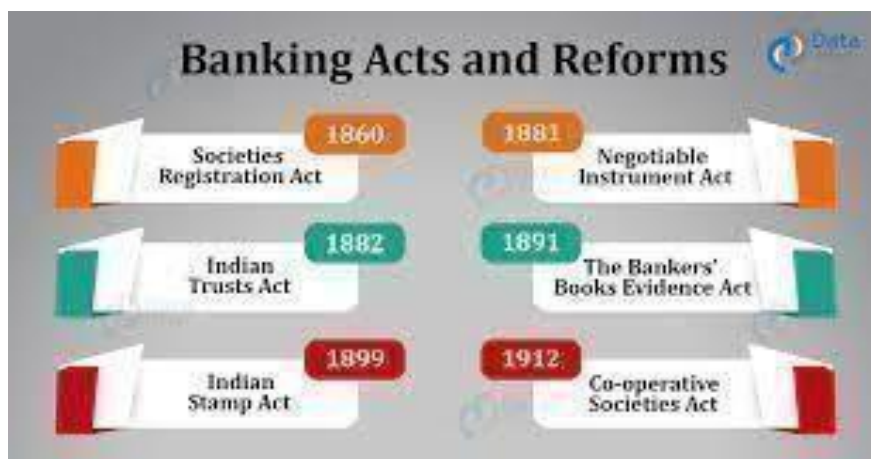 Banking Acts and Reforms
Data
1860
Societies
Registration Act
1881
Negotiable
Instrument Act
1882
Indian
Trusts Act
1891
The Bankers'
Books Evidence Act
1899
Indian
Stamp Act
1912
Co-operative
Societies Act